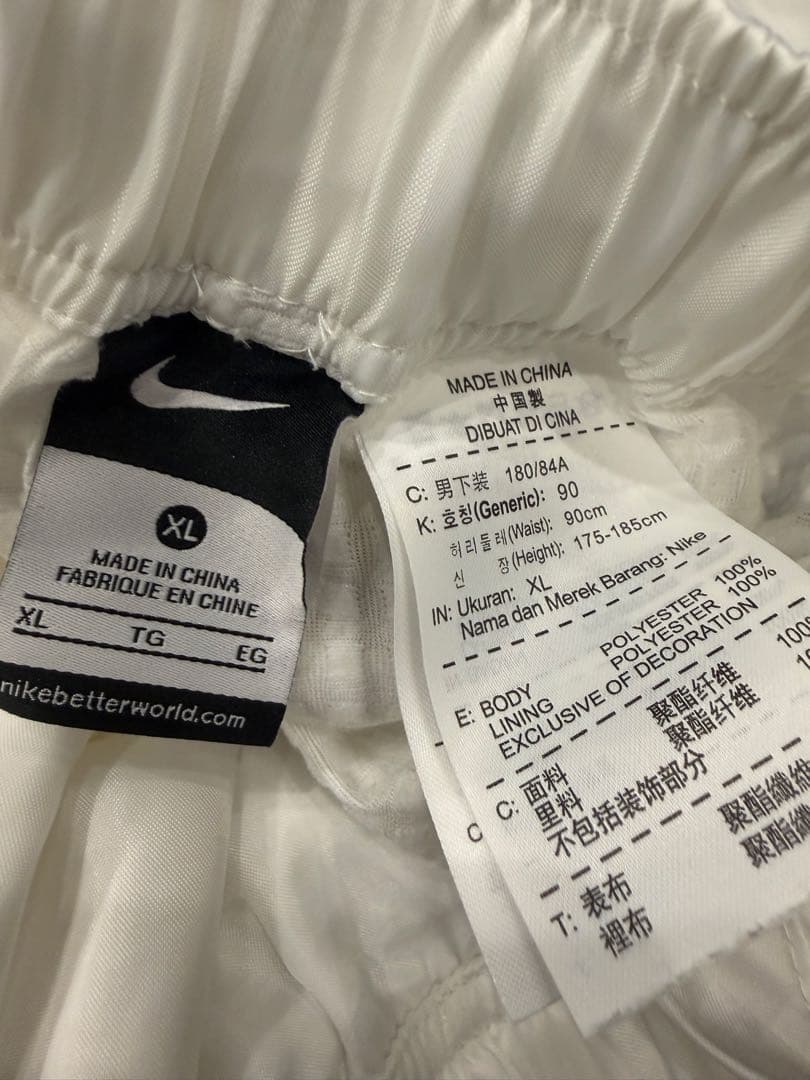 XL
MADE IN CHINA
FABRIQUE EN CHINE
XL TG EG
nikebetterworld.com
MADE IN CHINA
中国製
DIBUAT DI CINA
C: 男下装 180/84A
K: 호칭(Generic): 90
허리둘레(Waist): 90cm
신 장(Height): 175-185cm
IN: Ukuran: XL
Nama dan Merek Barang: Nike
E: BODY POLYESTER 100%
LINING POLYESTER 100%
EXCLUSIVE OF DECORATION
C: 面料 聚酯纤维 100
里料 聚酯纤维 10
不包括装饰部分
T: 表布 聚酯纖維
裡布 聚酯纖維
C